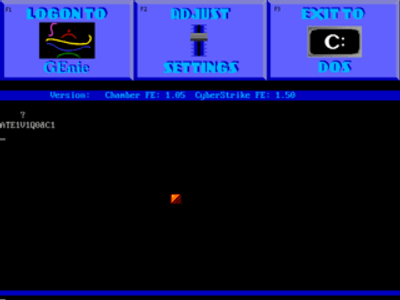 F1 LOGON TO
GEnie
F2 ADJUST
SETTINGS
F3 EXIT TO
C:
DOS
Version: Chamber FE: 1.05 CyberStrike FE: 1.50
?
ATE1V1Q0&C1